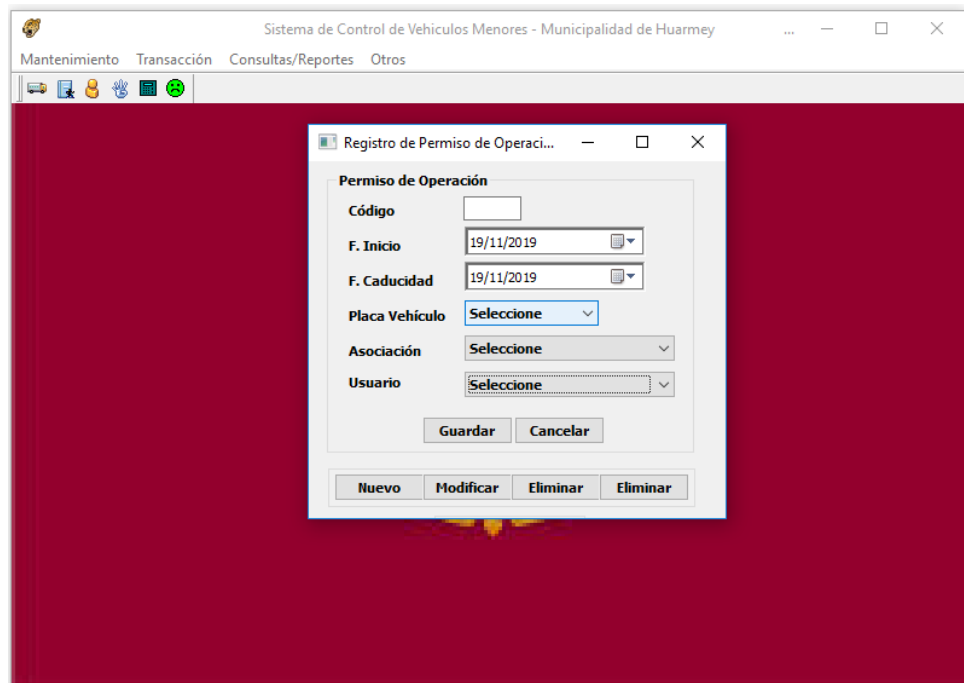 Sistema de Control de Vehiculos Menores - Municipalidad de Huarmey ...
Mantenimiento Transacción Consultas/Reportes Otros
Registro de Permiso de Operaci...
Permiso de Operación
Código
F. Inicio 19/11/2019
F. Caducidad 19/11/2019
Placa Vehículo Seleccione
Asociación Seleccione
Usuario Seleccione
Guardar Cancelar
Nuevo Modificar Eliminar Eliminar